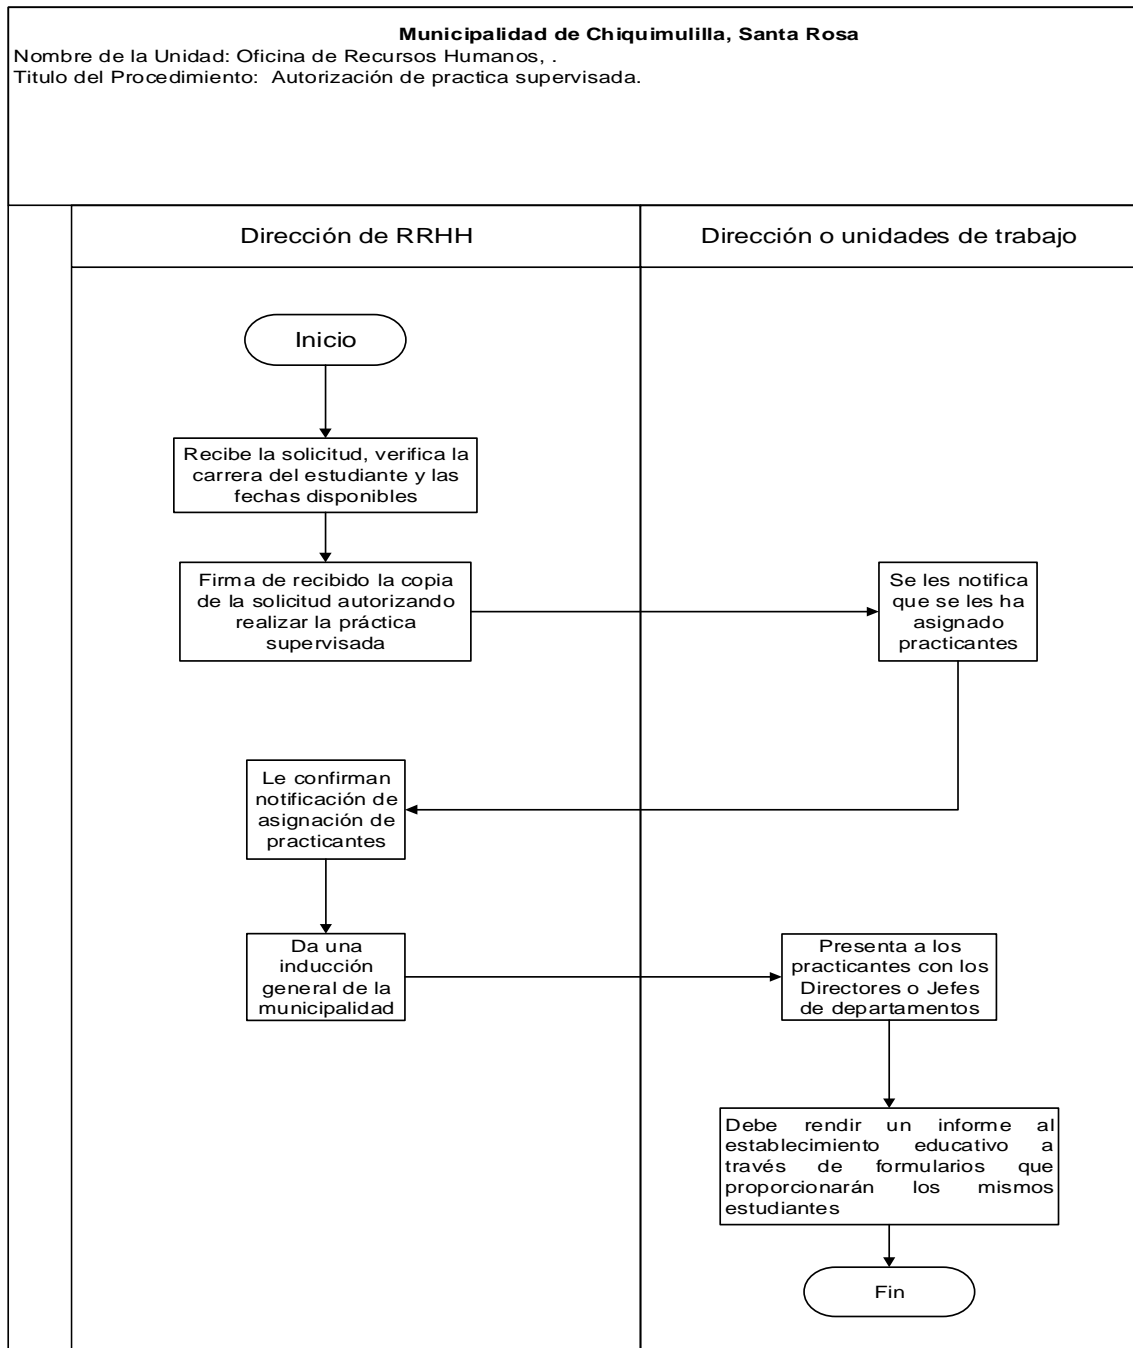 Municipalidad de Chiquimulilla, Santa Rosa
Nombre de la Unidad: Oficina de Recursos Humanos, .
Titulo del Procedimiento:  Autorización de practica supervisada.
Dirección de RRHH
Dirección o unidades de trabajo
Inicio
Recibe la solicitud, verifica la
carrera del estudiante y las
fechas disponibles
Firma de recibido la copia
de la solicitud autorizando
realizar la práctica
supervisada
Se les notifica
que se les ha
asignado
practicantes
Le confirman
notificación de
asignación de
practicantes
Da una
inducción
general de la
municipalidad
Presenta a los
practicantes con los
Directores o Jefes
de departamentos
Debe rendir un informe al
establecimiento educativo a
través de formularios que
proporcionarán los mismos
estudiantes
Fin